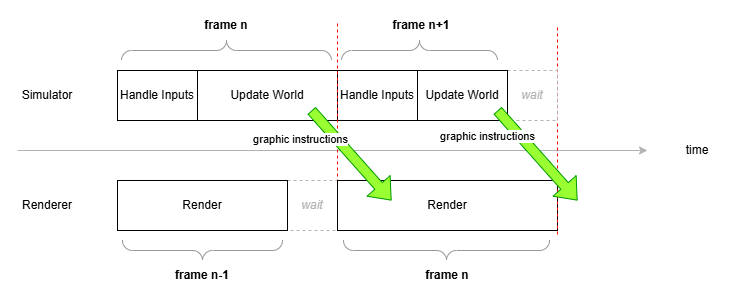 frame n
frame n+1
Simulator
Handle Inputs
Update World
Handle Inputs
Update World
wait
graphic instructions
graphic instructions
time
Renderer
Render
wait
Render
frame n-1
frame n